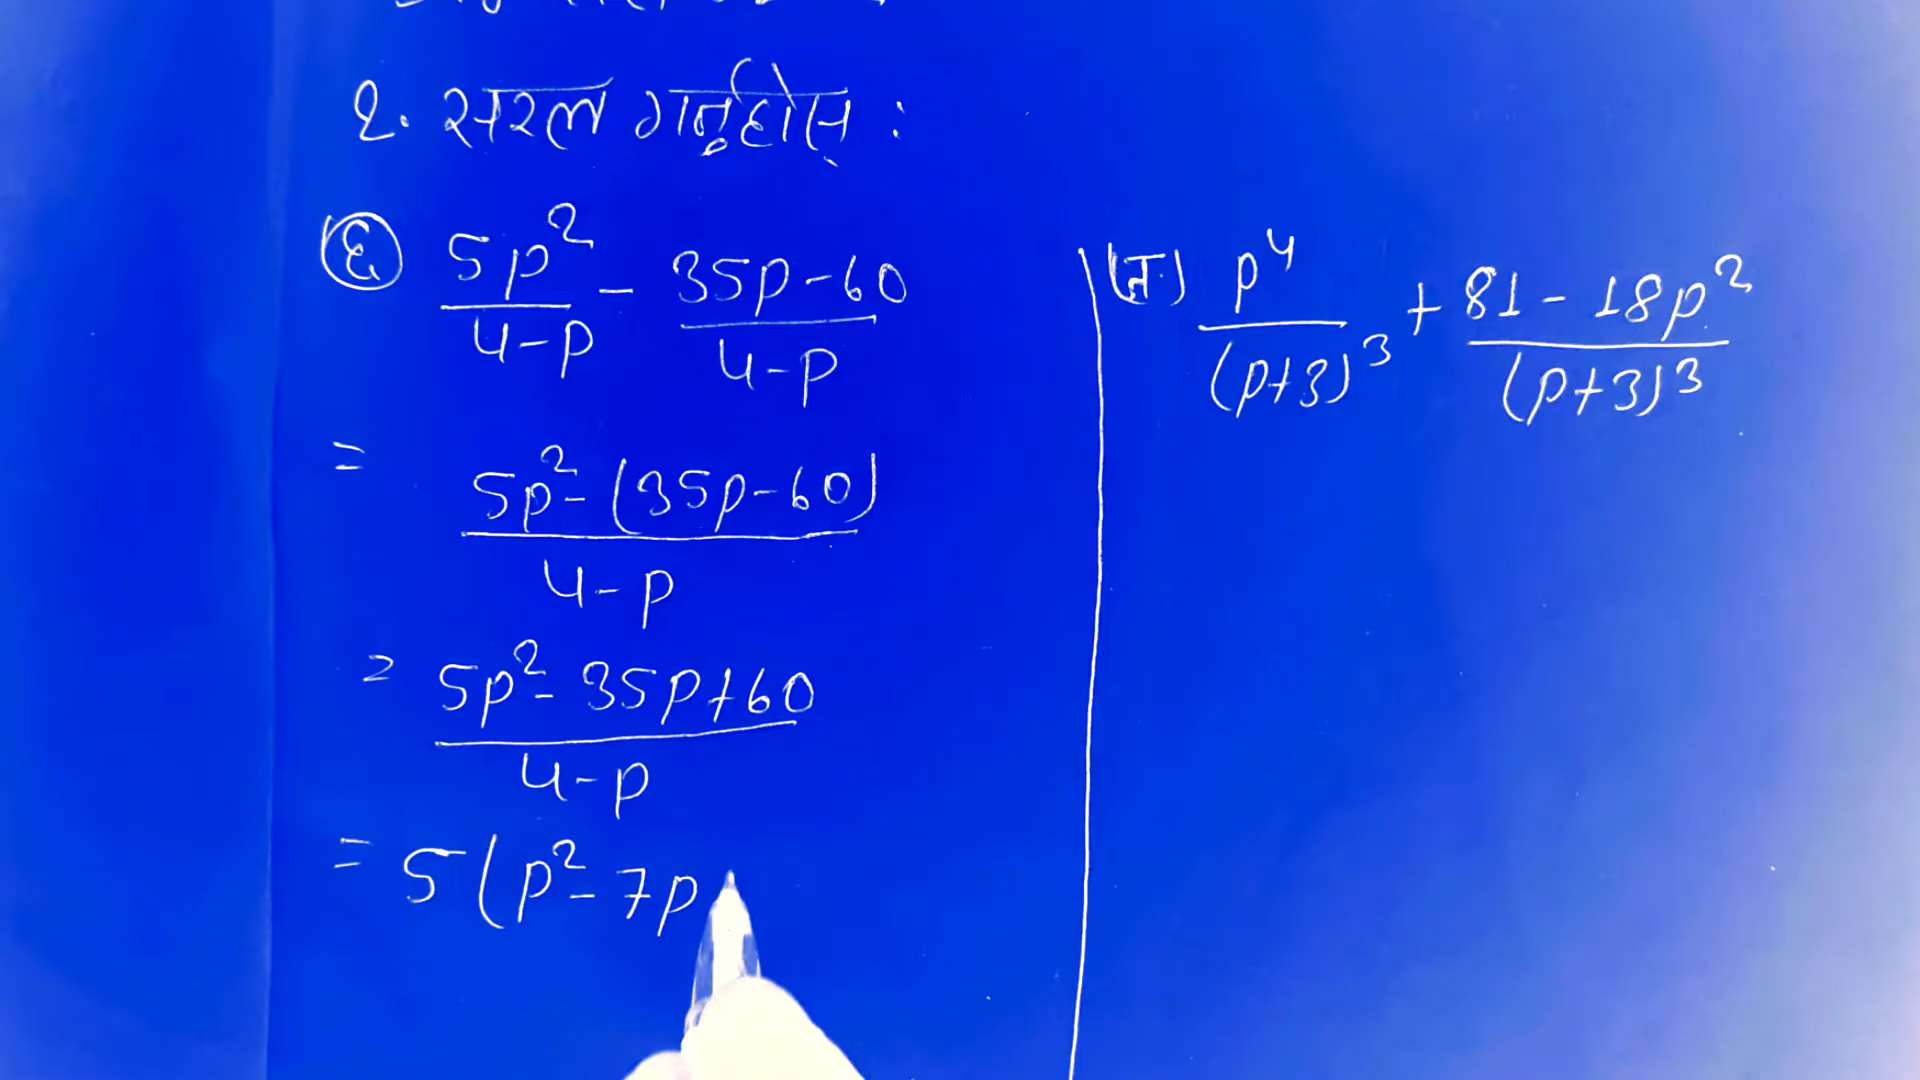 २. सरल गर्नुहोस् :
(छ) 5p²/4-p - 35p-60/4-p
= 5p²-(35p-60)/4-p
= 5p²-35p+60/4-p
= 5(p²-7p
(ज) p⁴/(p+3)³ + 81-18p²/(p+3)³